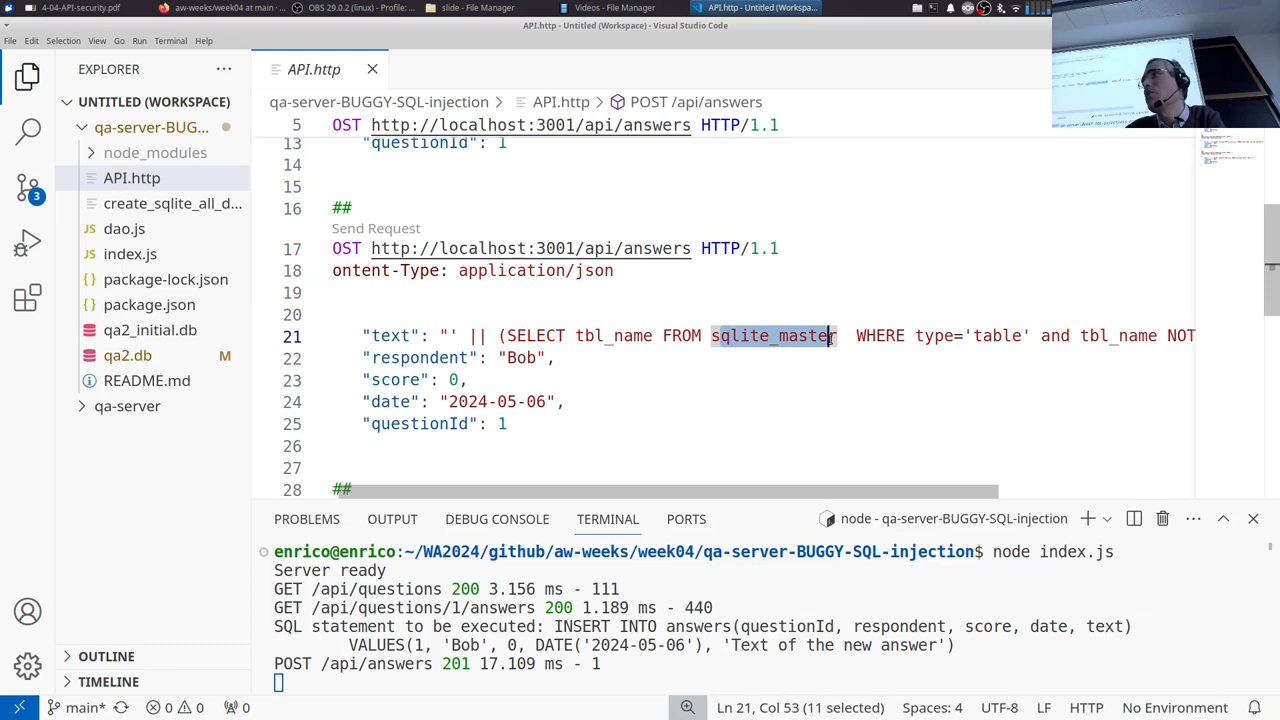 4-04-API-security.pdf
aw-weeks/week04 at main ·
OBS 29.0.2 (linux) - Profile: ...
slide - File Manager
Videos - File Manager
API.http - Untitled (Workspa...
API.http - Untitled (Workspace) - Visual Studio Code
File Edit Selection View Go Run Terminal Help
EXPLORER
API.http
UNTITLED (WORKSPACE)
qa-server-BUGGY-SQL-injection > API.http > POST /api/answers
qa-server-BUG...
node_modules
API.http
create_sqlite_all_d...
dao.js
index.js
package-lock.json
package.json
qa2_initial.db
qa2.db M
README.md
qa-server
3
5 OST http://localhost:3001/api/answers HTTP/1.1
13 "questionId": 1
14
15
16 ##
Send Request
17 OST http://localhost:3001/api/answers HTTP/1.1
18 ontent-Type: application/json
19
20
21 "text": "' || (SELECT tbl_name FROM sqlite_master  WHERE type='table' and tbl_name NOT
22 "respondent": "Bob",
23 "score": 0,
24 "date": "2024-05-06",
25 "questionId": 1
26
27
28 ##
PROBLEMS OUTPUT DEBUG CONSOLE TERMINAL PORTS
node - qa-server-BUGGY-SQL-injection
enrico@enrico:~/WA2024/github/aw-weeks/week04/qa-server-BUGGY-SQL-injection$ node index.js
Server ready
GET /api/questions 200 3.156 ms - 111
GET /api/questions/1/answers 200 1.189 ms - 440
SQL statement to be executed: INSERT INTO answers(questionId, respondent, score, date, text)
VALUES(1, 'Bob', 0, DATE('2024-05-06'), 'Text of the new answer')
POST /api/answers 201 17.109 ms - 1
OUTLINE
TIMELINE
main* 0 0 0
Ln 21, Col 53 (11 selected) Spaces: 4 UTF-8 LF HTTP No Environment